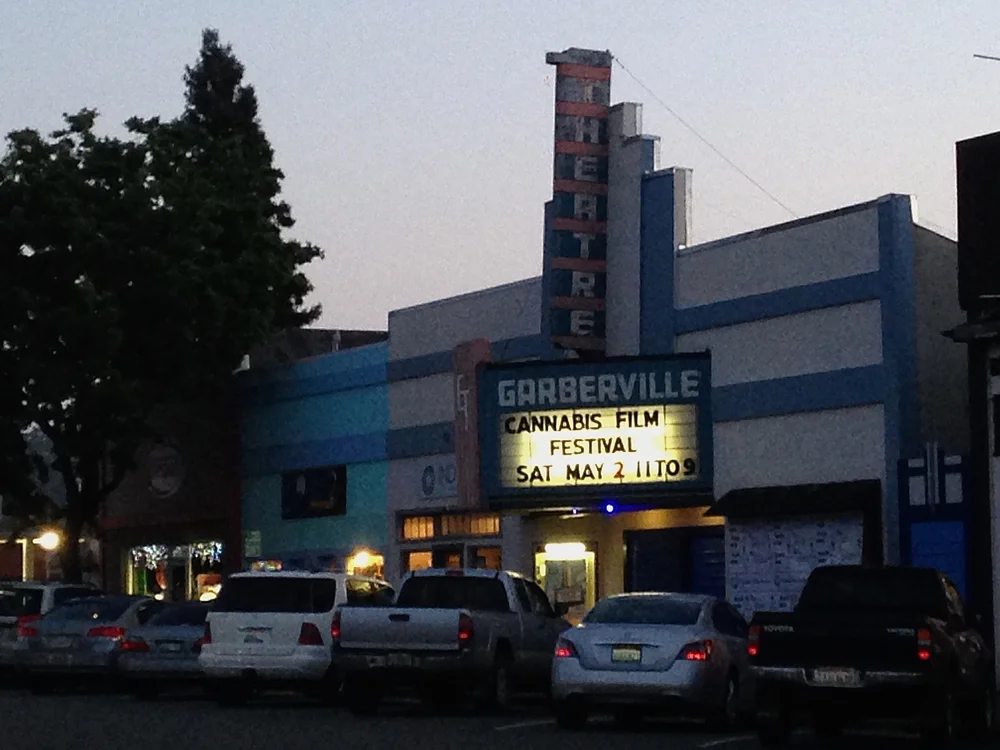 THEATRE
GARBERVILLE
CANNABIS FILM
FESTIVAL
SAT MAY 2 11TO9
TOYOTA